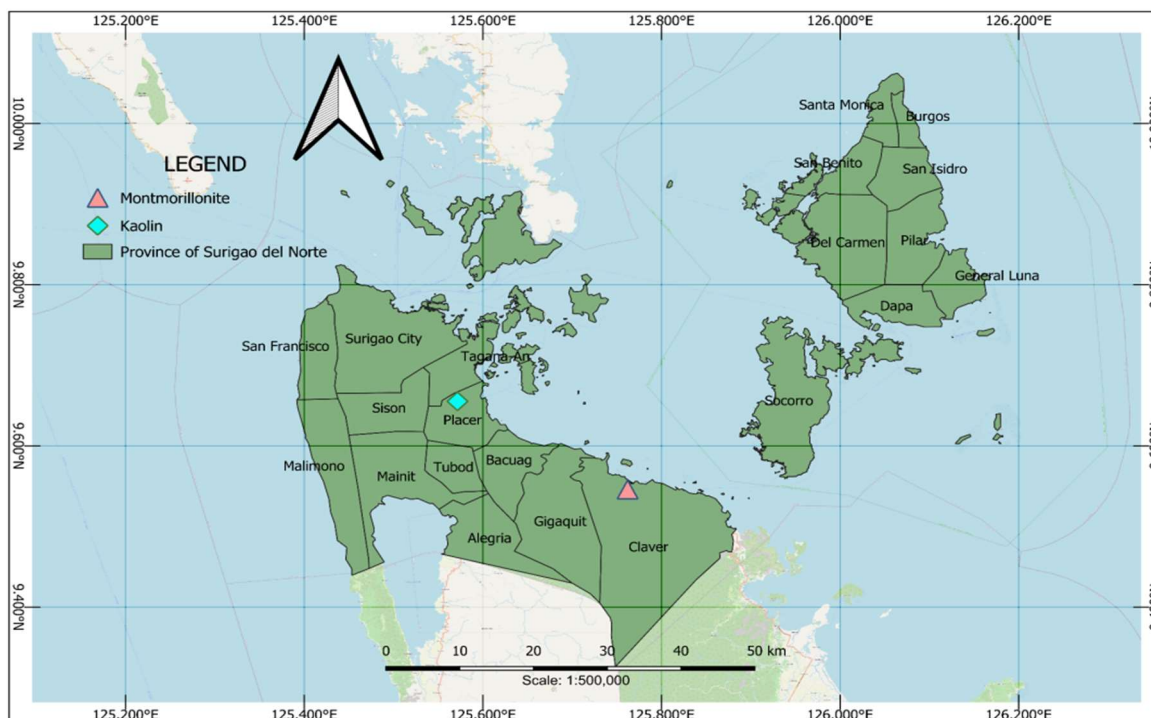 125.200°E 125.400°E 125.600°E 125.800°E 126.000°E 126.200°E
10.000°N
Santa Monica
Burgos
LEGEND
San Benito
San Isidro
Montmorillonite
Kaolin
Del Carmen
Pilar
Province of Surigao del Norte
General Luna
9.800°N
Dapa
Surigao City
San Francisco
Tagana-An
Socorro
Sison
Placer
9.600°N
Malimono
Mainit
Tubod
Bacuag
Gigaquit
Alegria
Claver
9.400°N
0 10 20 30 40 50 km
Scale: 1:500,000
125.200°E 125.400°E 125.600°E 125.800°E 126.000°E 126.200°E